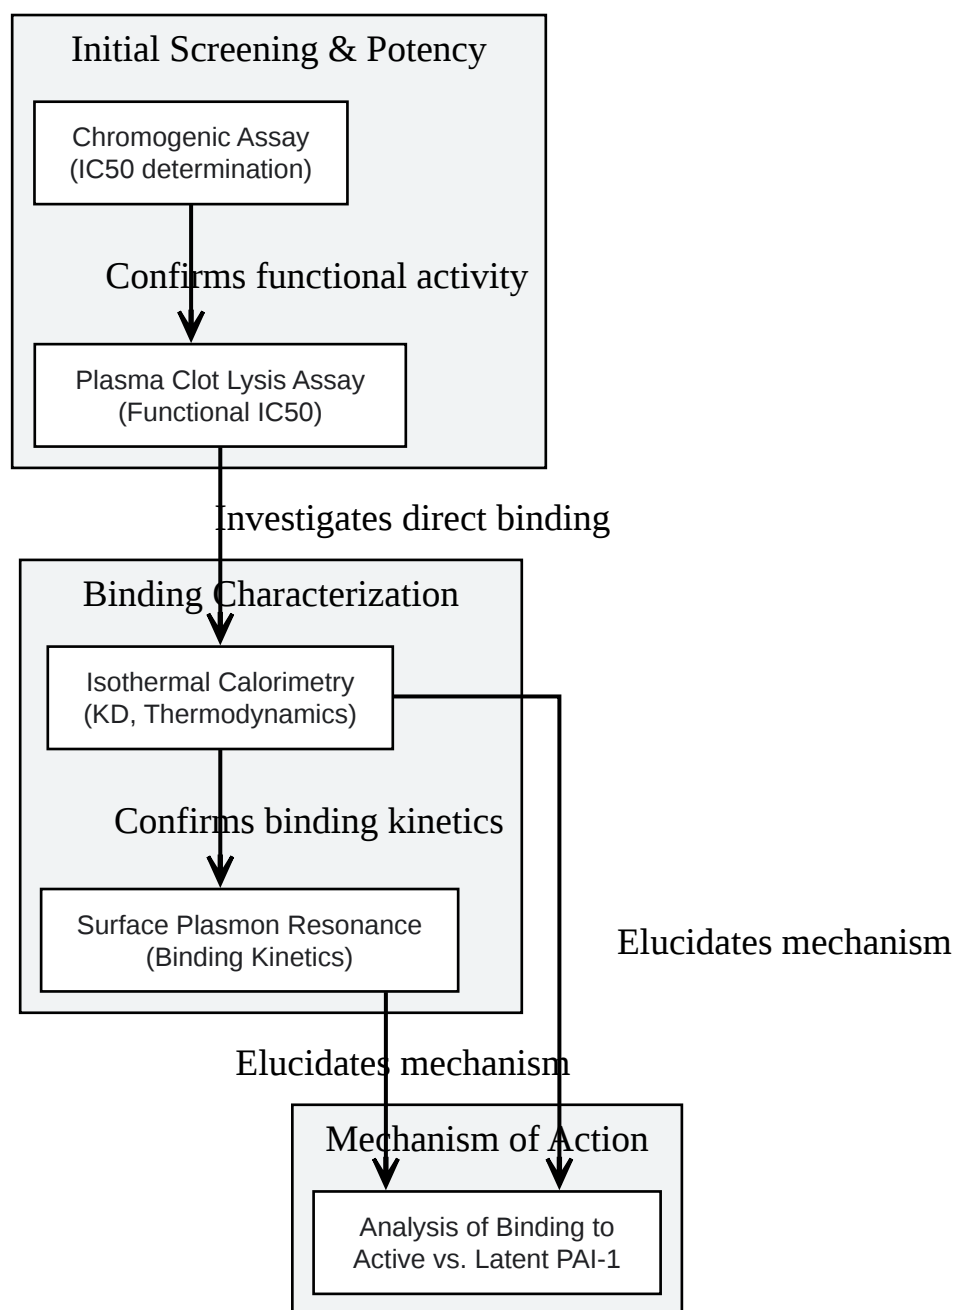 Initial Screening & Potency
Chromogenic Assay
(IC50 determination)
Confirms functional activity
Plasma Clot Lysis Assay
(Functional IC50)
Investigates direct binding
Binding Characterization
Isothermal Calorimetry
(KD, Thermodynamics)
Confirms binding kinetics
Surface Plasmon Resonance
(Binding Kinetics)
Elucidates mechanism
Elucidates mechanism
Mechanism of Action
Analysis of Binding to
Active vs. Latent PAI-1